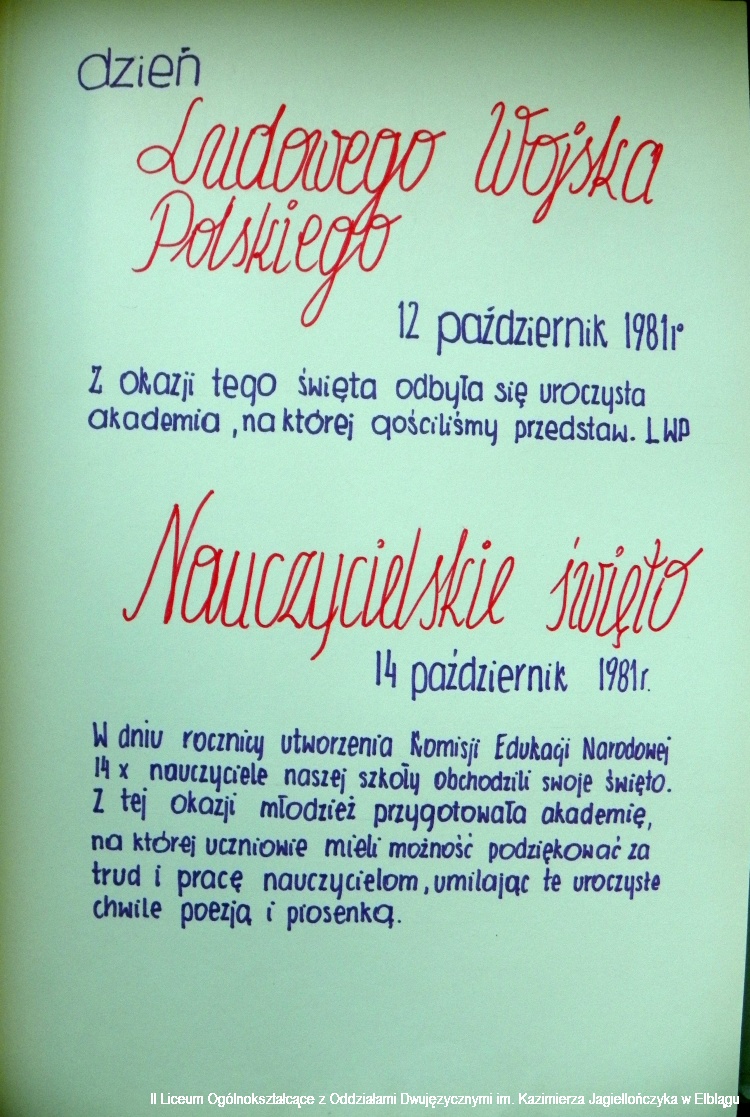 dzień
Ludowego Wojska
Polskiego
12 październik 1981r
Z okazji tego święta odbyła się uroczysta
akademia, na której gościliśmy przedstaw. LWP
Nauczycielskie święto
14 październik 1981r.
W dniu rocznicy utworzenia Komisji Edukacji Narodowej
14 x nauczyciele naszej szkoły obchodzili swoje święto.
Z tej okazji młodzież przygotowała akademię,
na której uczniowie mieli możność podziękować za
trud i pracę nauczycielom, umilając te uroczyste
chwile poezją i piosenką.
II Liceum Ogólnokształcące z Oddziałami Dwujęzycznymi im. Kazimierza Jagiellończyka w Elblągu